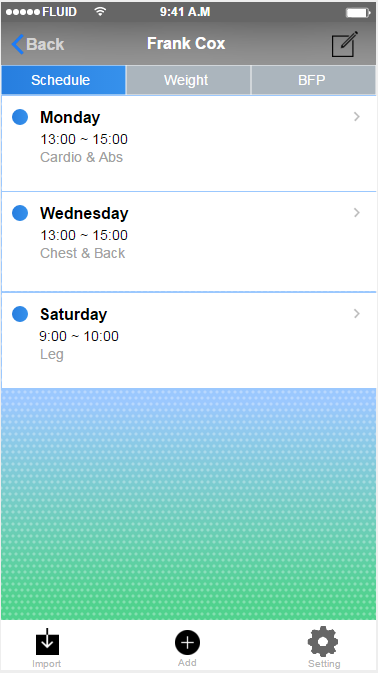 FLUID 9:41 A.M
Back Frank Cox
Schedule Weight BFP
Monday
13:00 ~ 15:00
Cardio & Abs
Wednesday
13:00 ~ 15:00
Chest & Back
Saturday
9:00 ~ 10:00
Leg
Import Add Setting